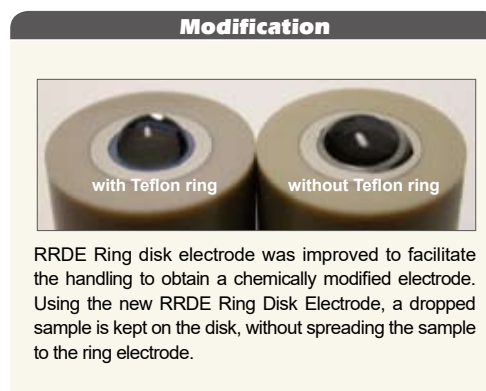 Modification
with Teflon ring
without Teflon ring
RRDE Ring disk electrode was improved to facilitate
the handling to obtain a chemically modified electrode.
Using the new RRDE Ring Disk Electrode, a dropped
sample is kept on the disk, without spreading the sample
to the ring electrode.